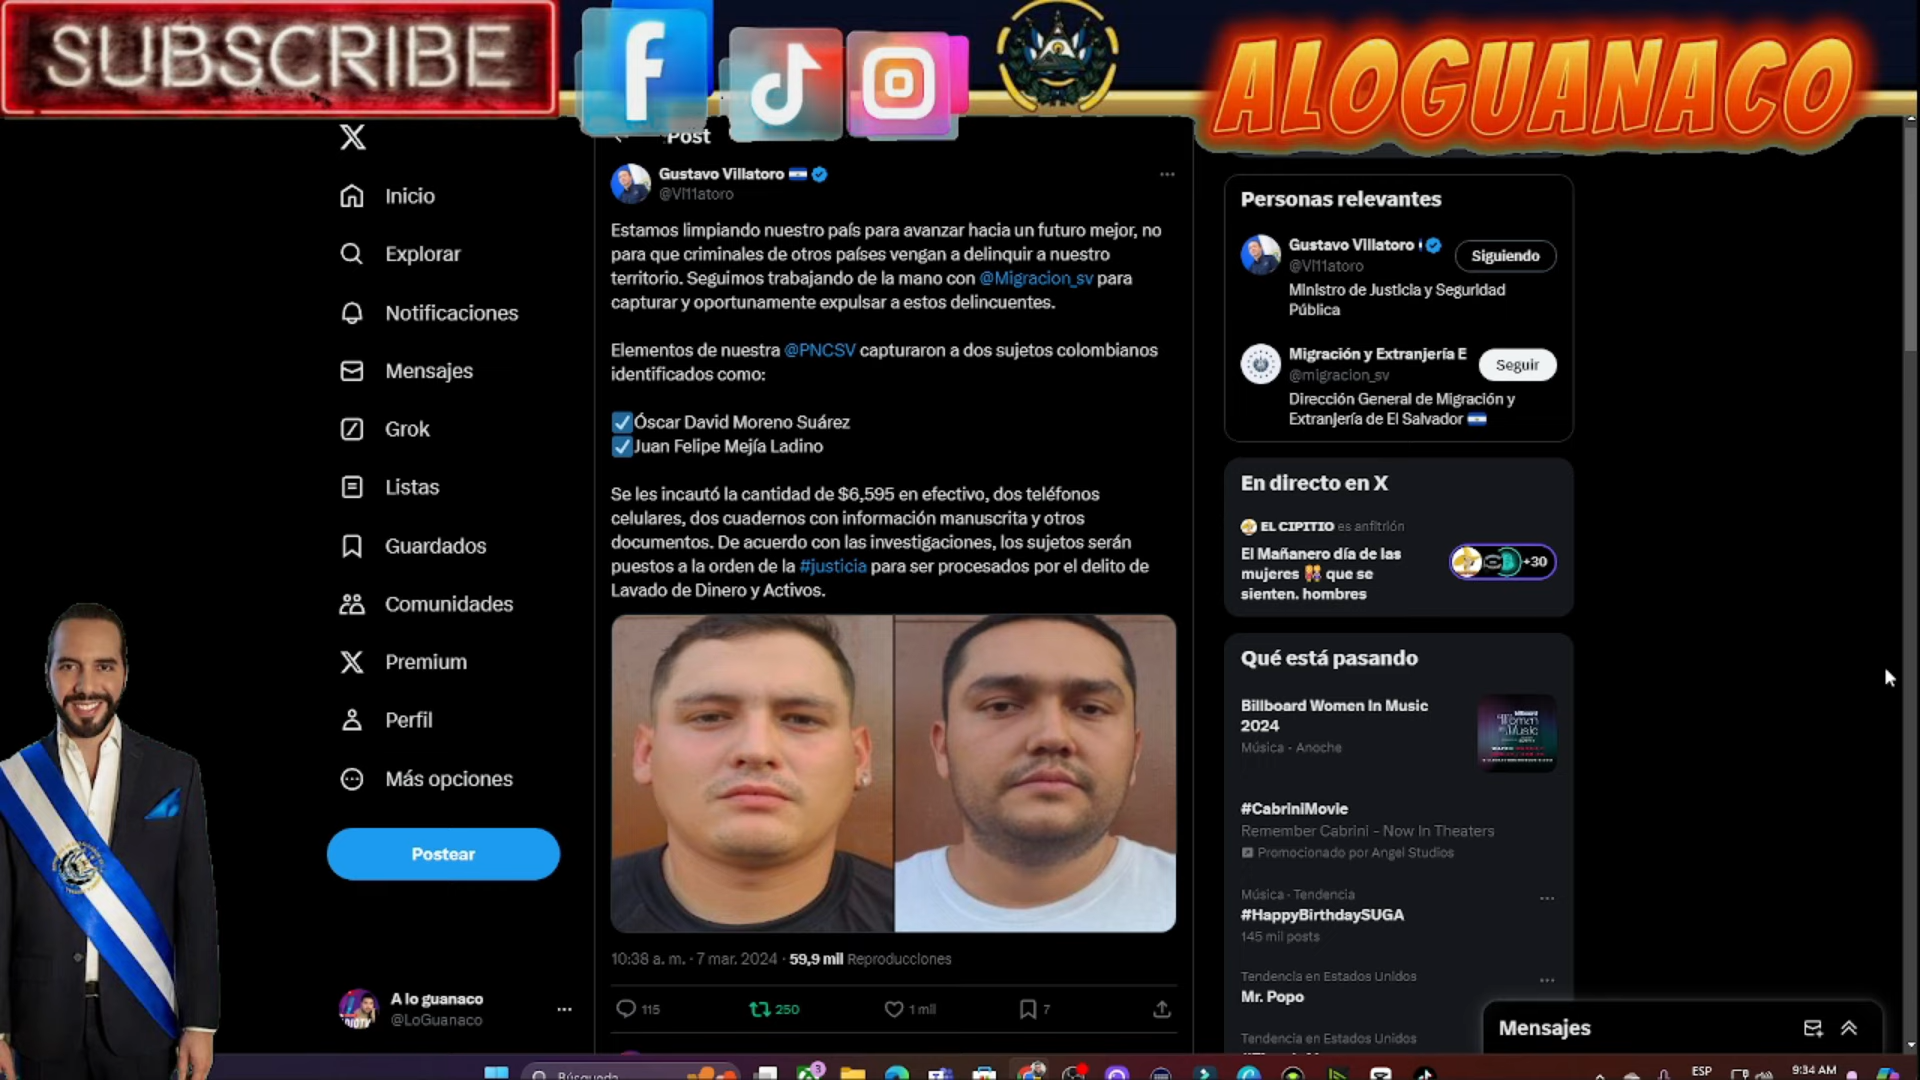 SUBSCRIBE
ALOGUANACO
Inicio
Explorar
Notificaciones
Mensajes
Grok
Listas
Guardados
Comunidades
Premium
Perfil
Más opciones
Postear
A lo guanaco
@LoGuanaco
Post
Gustavo Villatoro
@Vi11atoro
Estamos limpiando nuestro país para avanzar hacia un futuro mejor, no
para que criminales de otros países vengan a delinquir a nuestro
territorio. Seguimos trabajando de la mano con @Migracion_sv para
capturar y oportunamente expulsar a estos delincuentes.
Elementos de nuestra @PNCSV capturaron a dos sujetos colombianos
identificados como:
Óscar David Moreno Suárez
Juan Felipe Mejía Ladino
Se les incautó la cantidad de $6,595 en efectivo, dos teléfonos
celulares, dos cuadernos con información manuscrita y otros
documentos. De acuerdo con las investigaciones, los sujetos serán
puestos a la orden de la #justicia para ser procesados por el delito de
Lavado de Dinero y Activos.
10:38 a. m. · 7 mar. 2024 · 59,9 mil Reproducciones
115 250 1 mil 7
Personas relevantes
Gustavo Villatoro
@Vi11atoro
Siguiendo
Ministro de Justicia y Seguridad
Pública
Migración y Extranjería E
@migracion_sv
Seguir
Dirección General de Migración y
Extranjería de El Salvador
En directo en X
EL CIPITIO es anfitrión
El Mañanero día de las
mujeres que se
sienten. hombres
+30
Qué está pasando
Billboard Women In Music
2024
Música · Anoche
#CabriniMovie
Remember Cabrini – Now In Theaters
Promocionado por Angel Studios
Música · Tendencia
#HappyBirthdaySUGA
145 mil posts
Tendencia en Estados Unidos
Mr. Popo
Tendencia en Estados Unidos
Mensajes
Búsqueda
ESP
9:34 AM